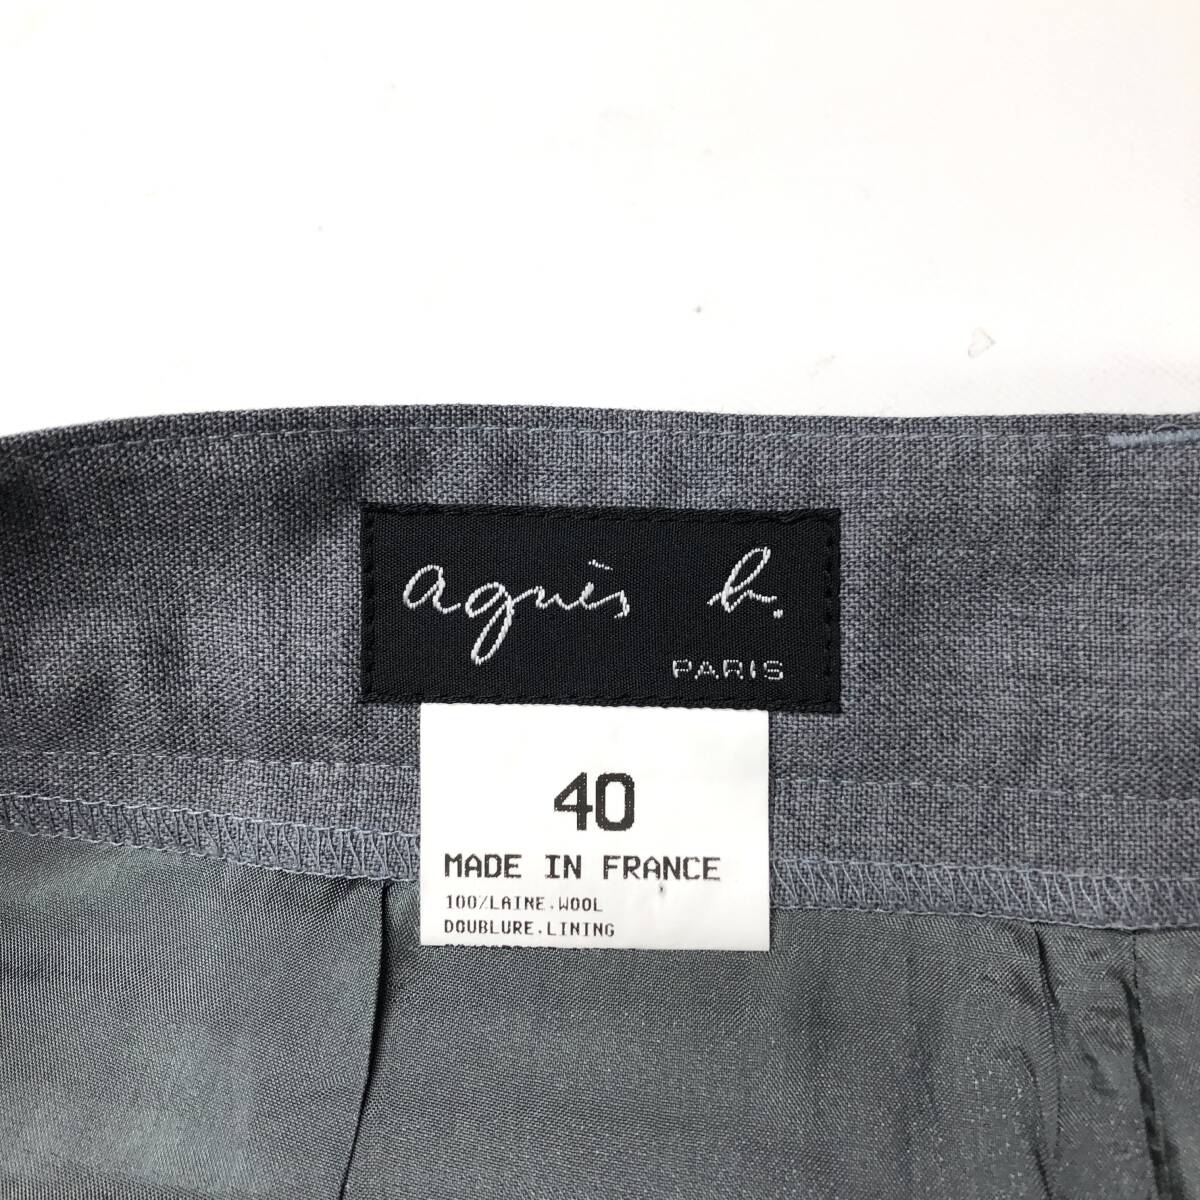 agnès b.
PARIS
40
MADE IN FRANCE
100%LAINE.WOOL
DOUBLURE.LINING